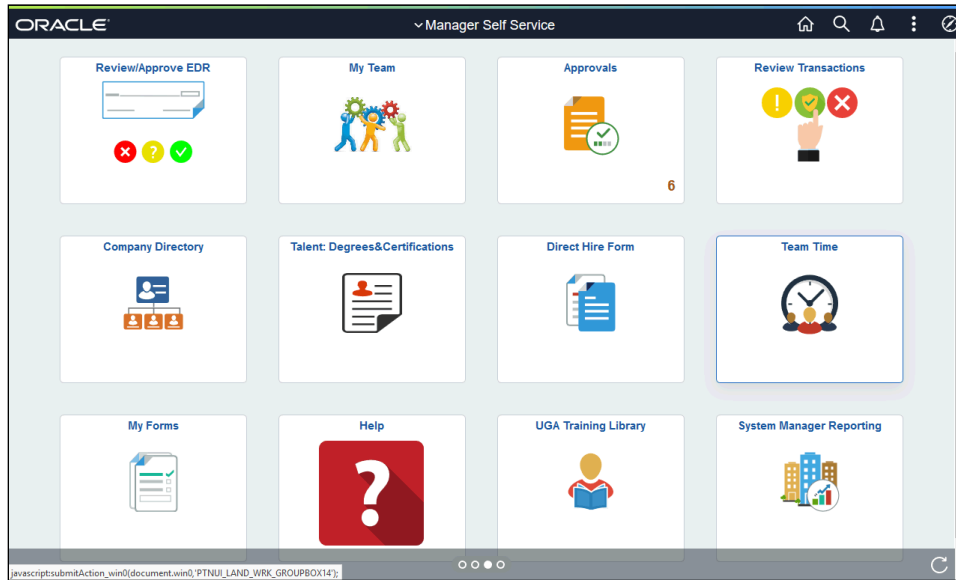 ORACLE
Manager Self Service
Review/Approve EDR
My Team
Approvals
Review Transactions
6
Company Directory
Talent: Degrees&Certifications
Direct Hire Form
Team Time
My Forms
Help
UGA Training Library
System Manager Reporting
?
javascript:submitAction_win0(document.win0,'PTNUI_LAND_WRK_GROUPBOX14');